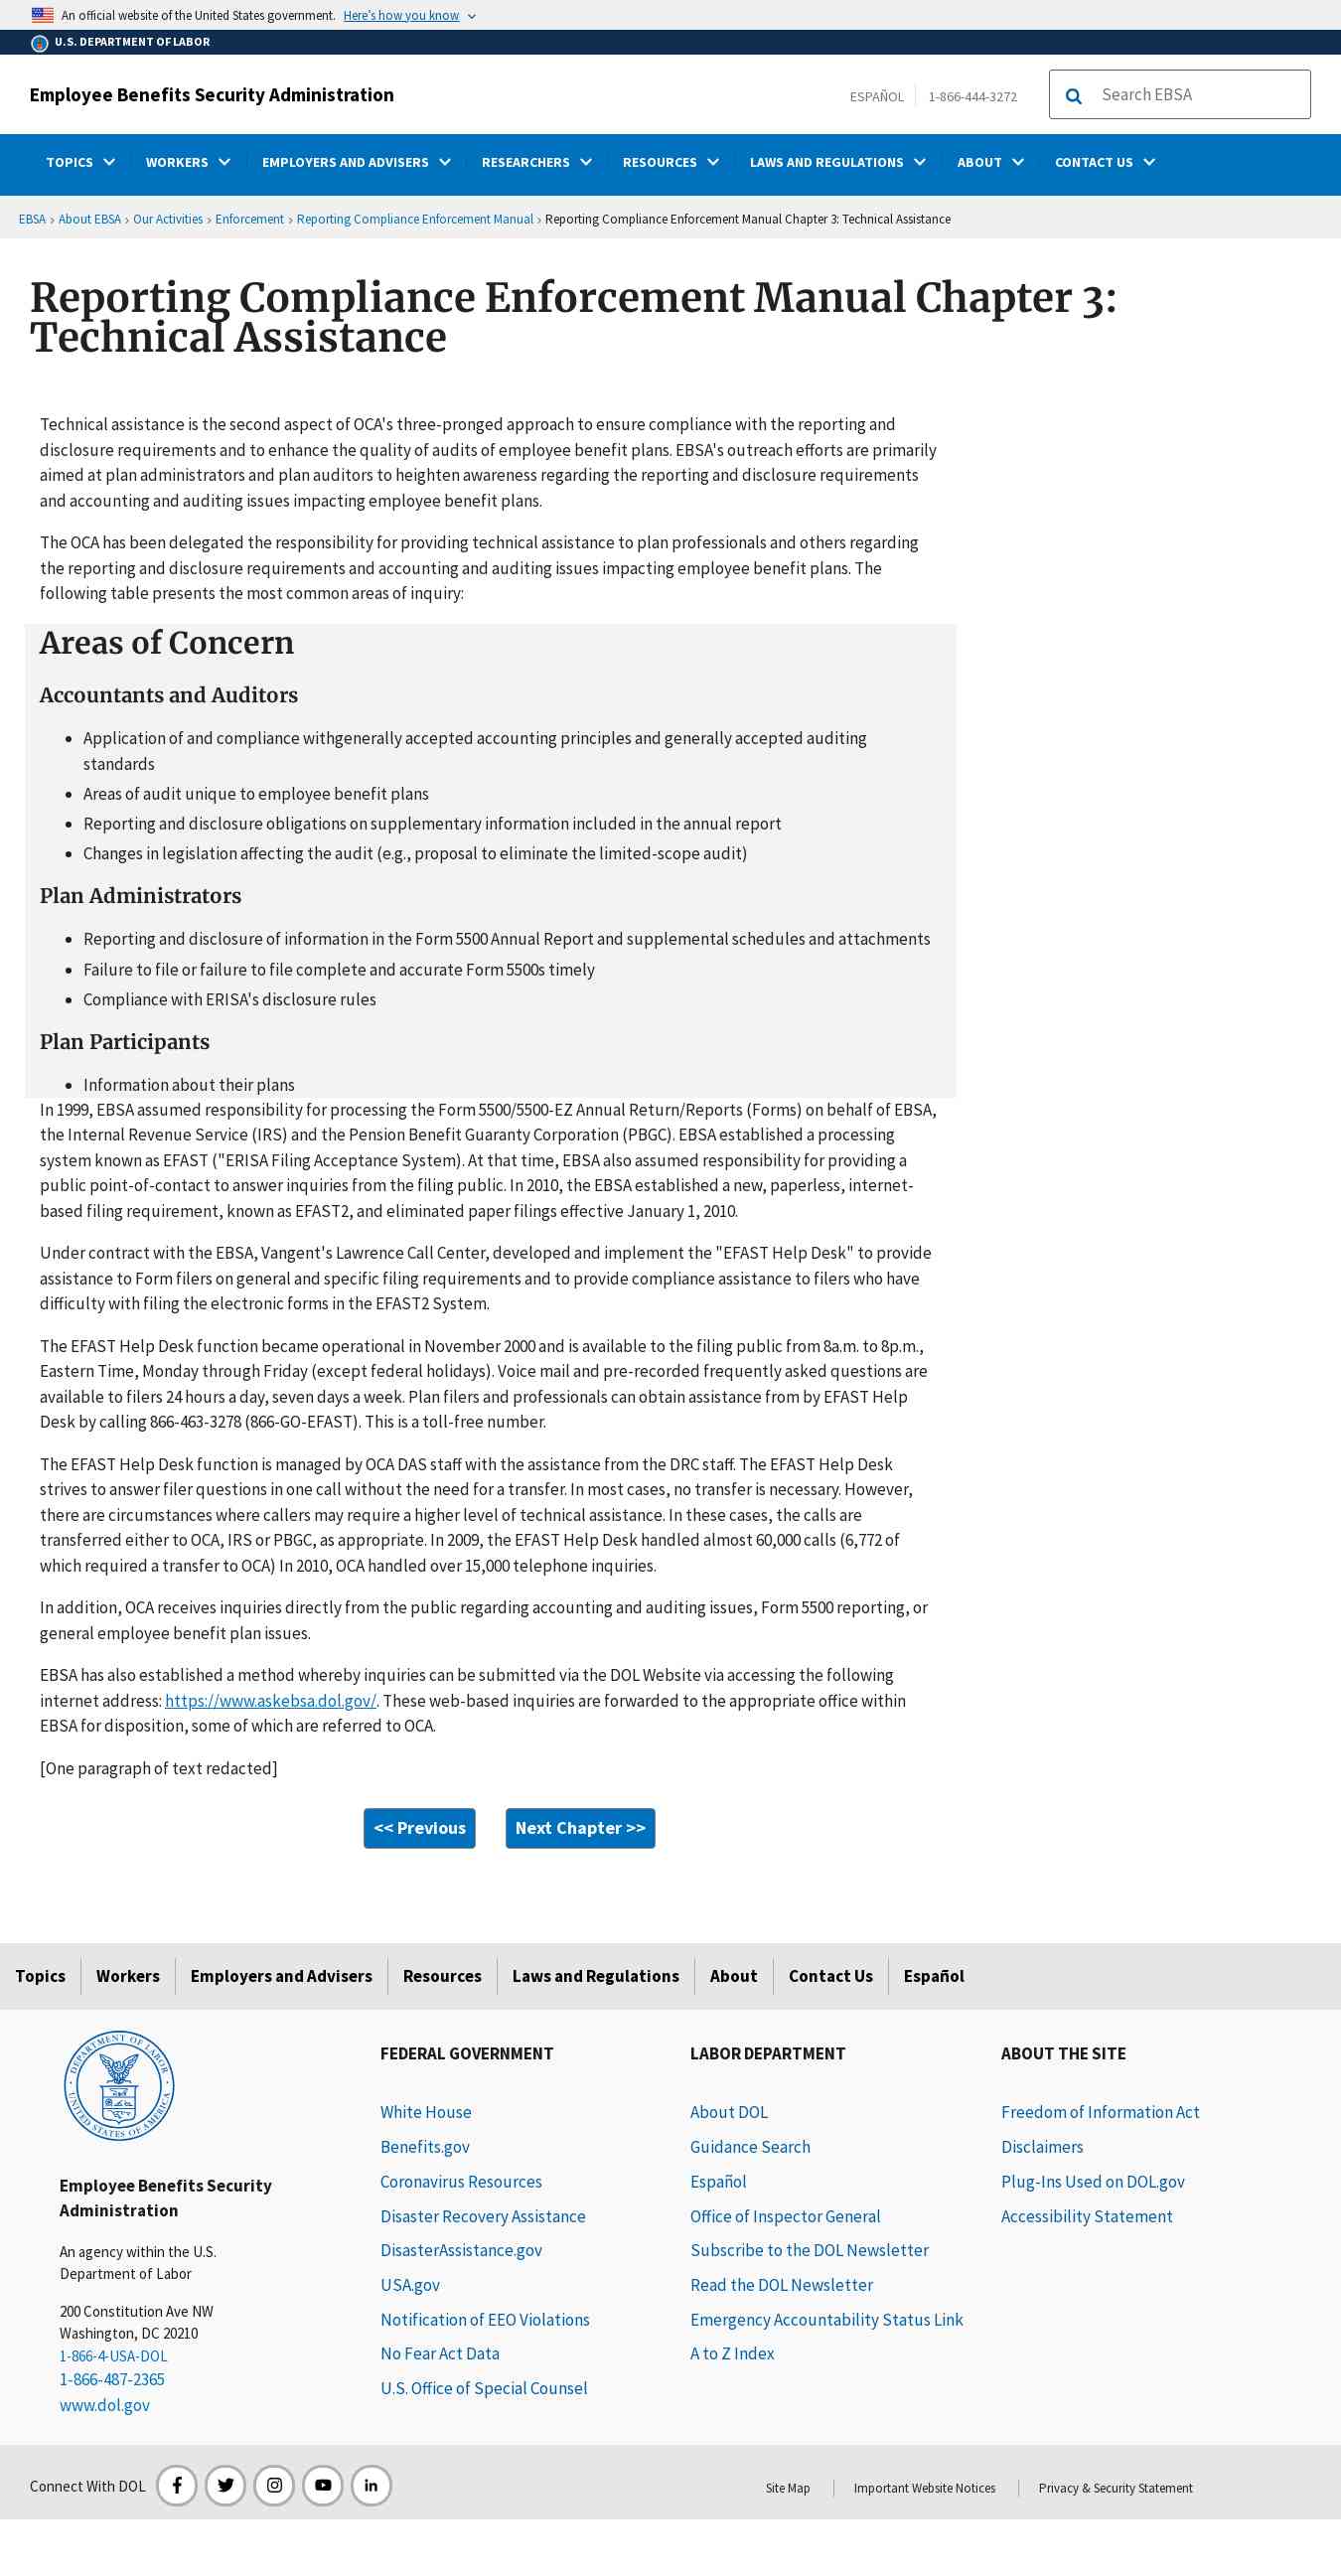 An official website of the United States government. Here's how you know
U.S. DEPARTMENT OF LABOR
Employee Benefits Security Administration
ESPAÑOL
1-866-444-3272
Search EBSA
TOPICS WORKERS EMPLOYERS AND ADVISERS RESEARCHERS RESOURCES LAWS AND REGULATIONS ABOUT CONTACT US
EBSA › About EBSA › Our Activities › Enforcement › Reporting Compliance Enforcement Manual › Reporting Compliance Enforcement Manual Chapter 3: Technical Assistance
Reporting Compliance Enforcement Manual Chapter 3:
Technical Assistance
Technical assistance is the second aspect of OCA's three-pronged approach to ensure compliance with the reporting and
disclosure requirements and to enhance the quality of audits of employee benefit plans. EBSA's outreach efforts are primarily
aimed at plan administrators and plan auditors to heighten awareness regarding the reporting and disclosure requirements
and accounting and auditing issues impacting employee benefit plans.
The OCA has been delegated the responsibility for providing technical assistance to plan professionals and others regarding
the reporting and disclosure requirements and accounting and auditing issues impacting employee benefit plans. The
following table presents the most common areas of inquiry:
Areas of Concern
Accountants and Auditors
• Application of and compliance withgenerally accepted accounting principles and generally accepted auditing
standards
• Areas of audit unique to employee benefit plans
• Reporting and disclosure obligations on supplementary information included in the annual report
• Changes in legislation affecting the audit (e.g., proposal to eliminate the limited-scope audit)
Plan Administrators
• Reporting and disclosure of information in the Form 5500 Annual Report and supplemental schedules and attachments
• Failure to file or failure to file complete and accurate Form 5500s timely
• Compliance with ERISA's disclosure rules
Plan Participants
• Information about their plans
In 1999, EBSA assumed responsibility for processing the Form 5500/5500-EZ Annual Return/Reports (Forms) on behalf of EBSA,
the Internal Revenue Service (IRS) and the Pension Benefit Guaranty Corporation (PBGC). EBSA established a processing
system known as EFAST ("ERISA Filing Acceptance System). At that time, EBSA also assumed responsibility for providing a
public point-of-contact to answer inquiries from the filing public. In 2010, the EBSA established a new, paperless, internet-
based filing requirement, known as EFAST2, and eliminated paper filings effective January 1, 2010.
Under contract with the EBSA, Vangent's Lawrence Call Center, developed and implement the "EFAST Help Desk" to provide
assistance to Form filers on general and specific filing requirements and to provide compliance assistance to filers who have
difficulty with filing the electronic forms in the EFAST2 System.
The EFAST Help Desk function became operational in November 2000 and is available to the filing public from 8a.m. to 8p.m.,
Eastern Time, Monday through Friday (except federal holidays). Voice mail and pre-recorded frequently asked questions are
available to filers 24 hours a day, seven days a week. Plan filers and professionals can obtain assistance from by EFAST Help
Desk by calling 866-463-3278 (866-GO-EFAST). This is a toll-free number.
The EFAST Help Desk function is managed by OCA DAS staff with the assistance from the DRC staff. The EFAST Help Desk
strives to answer filer questions in one call without the need for a transfer. In most cases, no transfer is necessary. However,
there are circumstances where callers may require a higher level of technical assistance. In these cases, the calls are
transferred either to OCA, IRS or PBGC, as appropriate. In 2009, the EFAST Help Desk handled almost 60,000 calls (6,772 of
which required a transfer to OCA) In 2010, OCA handled over 15,000 telephone inquiries.
In addition, OCA receives inquiries directly from the public regarding accounting and auditing issues, Form 5500 reporting, or
general employee benefit plan issues.
EBSA has also established a method whereby inquiries can be submitted via the DOL Website via accessing the following
internet address: https://www.askebsa.dol.gov/. These web-based inquiries are forwarded to the appropriate office within
EBSA for disposition, some of which are referred to OCA.
[One paragraph of text redacted]
<< Previous
Next Chapter >>
Topics Workers Employers and Advisers Resources Laws and Regulations About Contact Us Español
DEPARTMENT OF LABOR
UNITED STATES OF AMERICA
Employee Benefits Security
Administration
An agency within the U.S.
Department of Labor
200 Constitution Ave NW
Washington, DC 20210
1-866-4-USA-DOL
1-866-487-2365
www.dol.gov
FEDERAL GOVERNMENT
White House
Benefits.gov
Coronavirus Resources
Disaster Recovery Assistance
DisasterAssistance.gov
USA.gov
Notification of EEO Violations
No Fear Act Data
U.S. Office of Special Counsel
LABOR DEPARTMENT
About DOL
Guidance Search
Español
Office of Inspector General
Subscribe to the DOL Newsletter
Read the DOL Newsletter
Emergency Accountability Status Link
A to Z Index
ABOUT THE SITE
Freedom of Information Act
Disclaimers
Plug-Ins Used on DOL.gov
Accessibility Statement
Connect With DOL
Site Map
Important Website Notices
Privacy & Security Statement